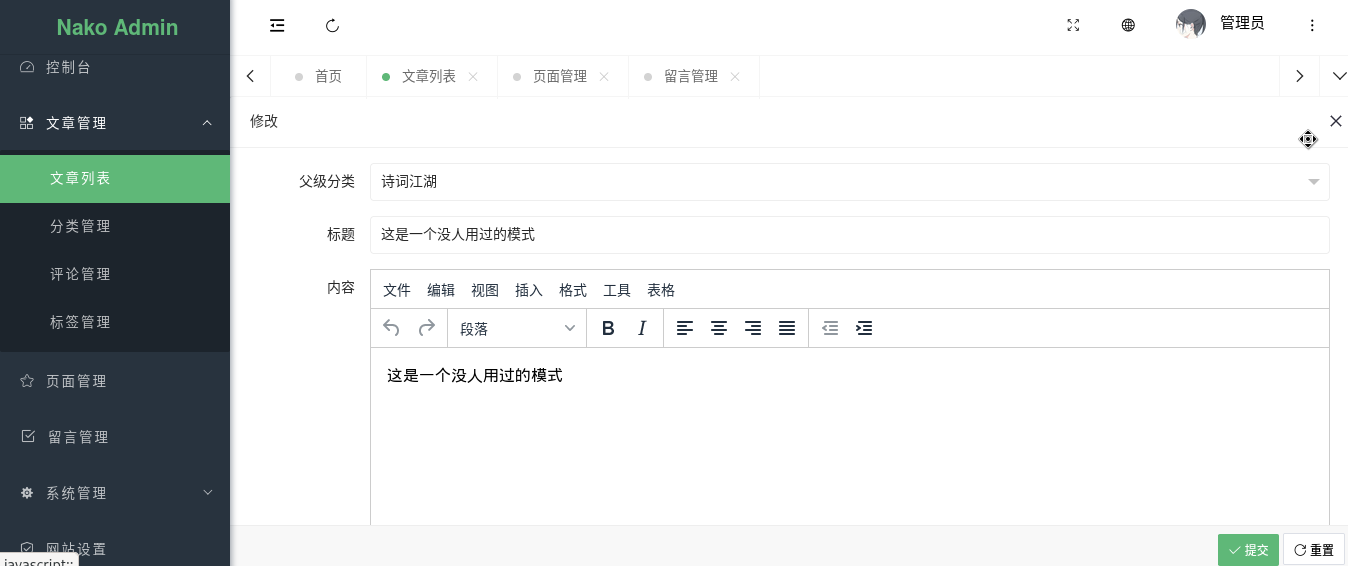 Nako Admin
管理员
控制台
首页
文章列表
页面管理
留言管理
文章管理
修改
文章列表
父级分类
诗词江湖
分类管理
标题
这是一个没人用过的模式
评论管理
内容
文件 编辑 视图 插入 格式 工具 表格
标签管理
段落
B I
这是一个没人用过的模式
页面管理
留言管理
系统管理
网站设置
提交
重置
javascript:;